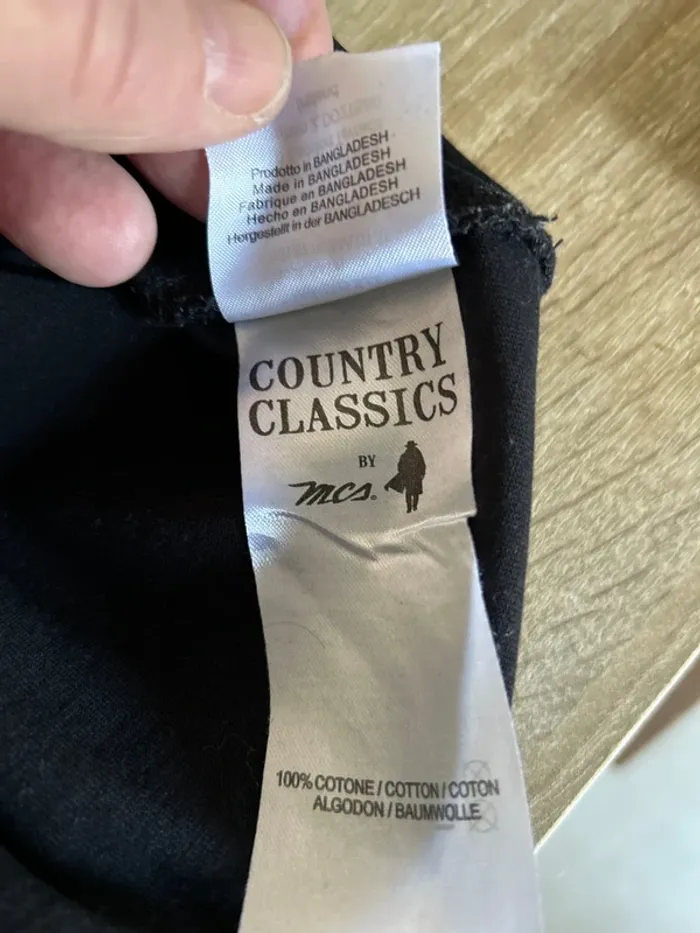 Prodotto in BANGLADESH
Made in BANGLADESH
Fabrique en BANGLADESH
Hecho en BANGLADESH
Hergestellt in der BANGLADESCH
COUNTRY
CLASSICS
BY
mcs.
100% COTONE / COTTON / COTON
ALGODON / BAUMWOLLE